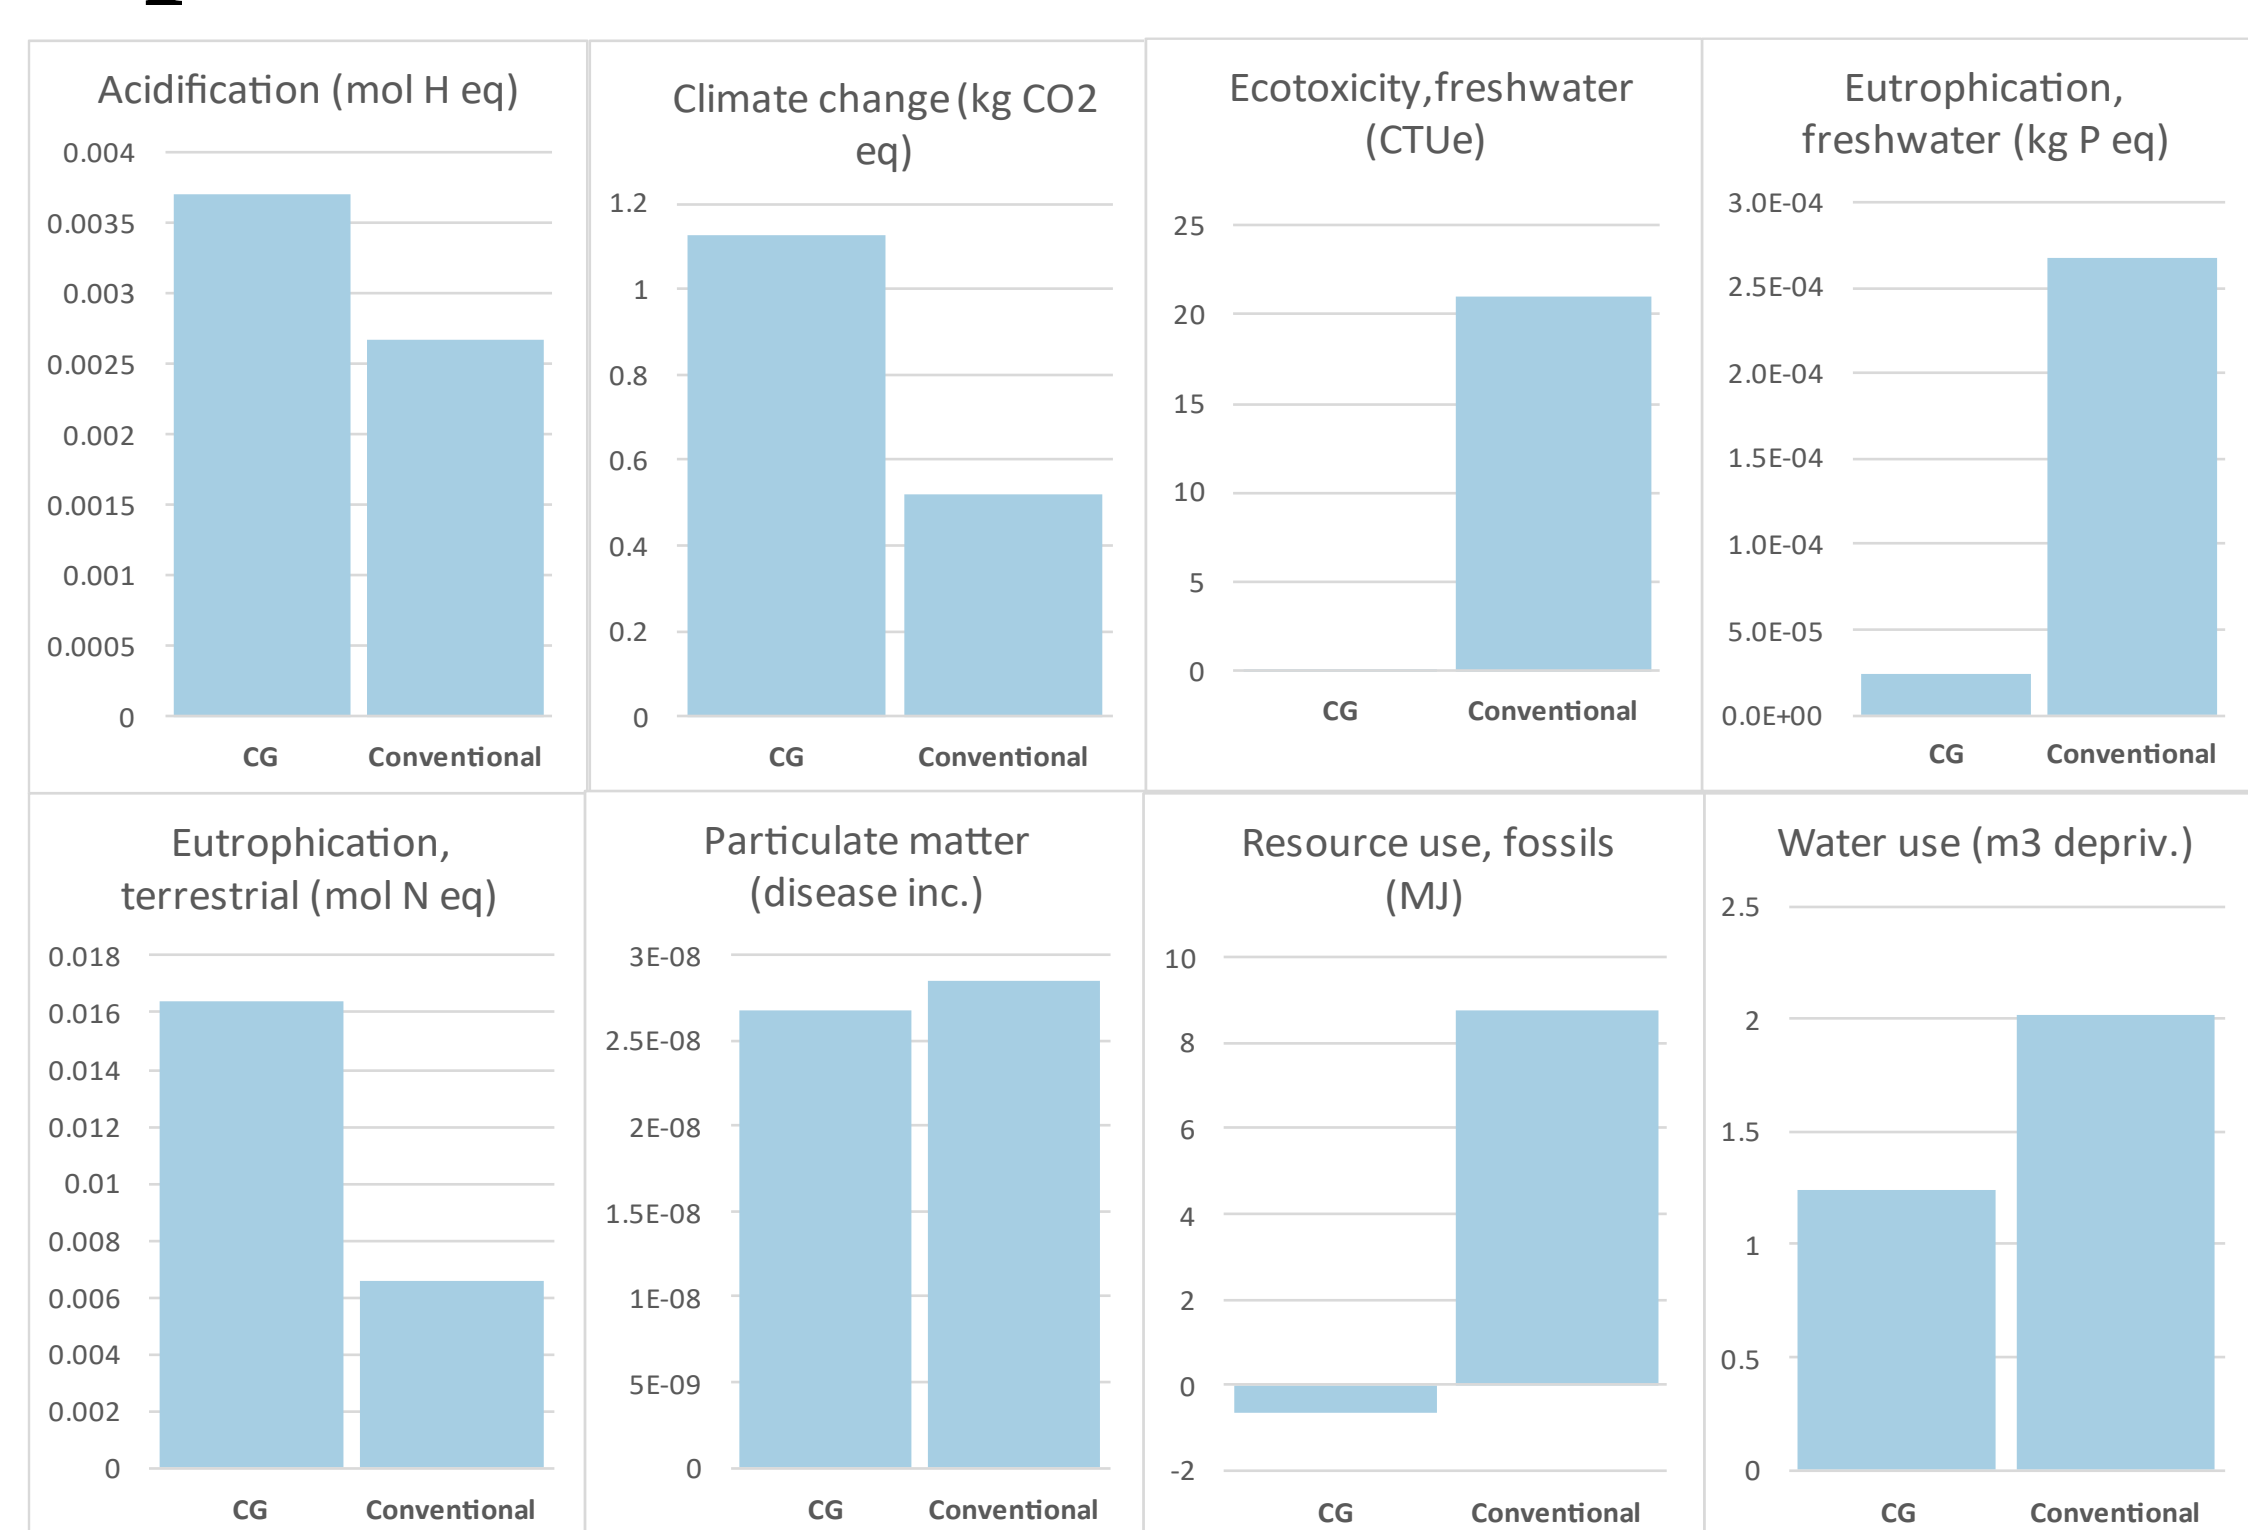 Acidification (mol H eq)
0.004
0.0035
0.003
0.0025
0.002
0.0015
0.001
0.0005
0
CG Conventional
Climate change (kg CO2
eq)
1.2
1
0.8
0.6
0.4
0.2
0
CG Conventional
Ecotoxicity, freshwater
(CTUe)
25
20
15
10
5
0
CG Conventional
Eutrophication,
freshwater (kg P eq)
3.0E-04
2.5E-04
2.0E-04
1.5E-04
1.0E-04
5.0E-05
0.0E+00
CG Conventional
Eutrophication,
terrestrial (mol N eq)
0.018
0.016
0.014
0.012
0.01
0.008
0.006
0.004
0.002
0
CG Conventional
Particulate matter
(disease inc.)
3E-08
2.5E-08
2E-08
1.5E-08
1E-08
5E-09
0
CG Conventional
Resource use, fossils
(MJ)
10
8
6
4
2
0
-2
CG Conventional
Water use (m3 depriv.)
2.5
2
1.5
1
0.5
0
CG Conventional